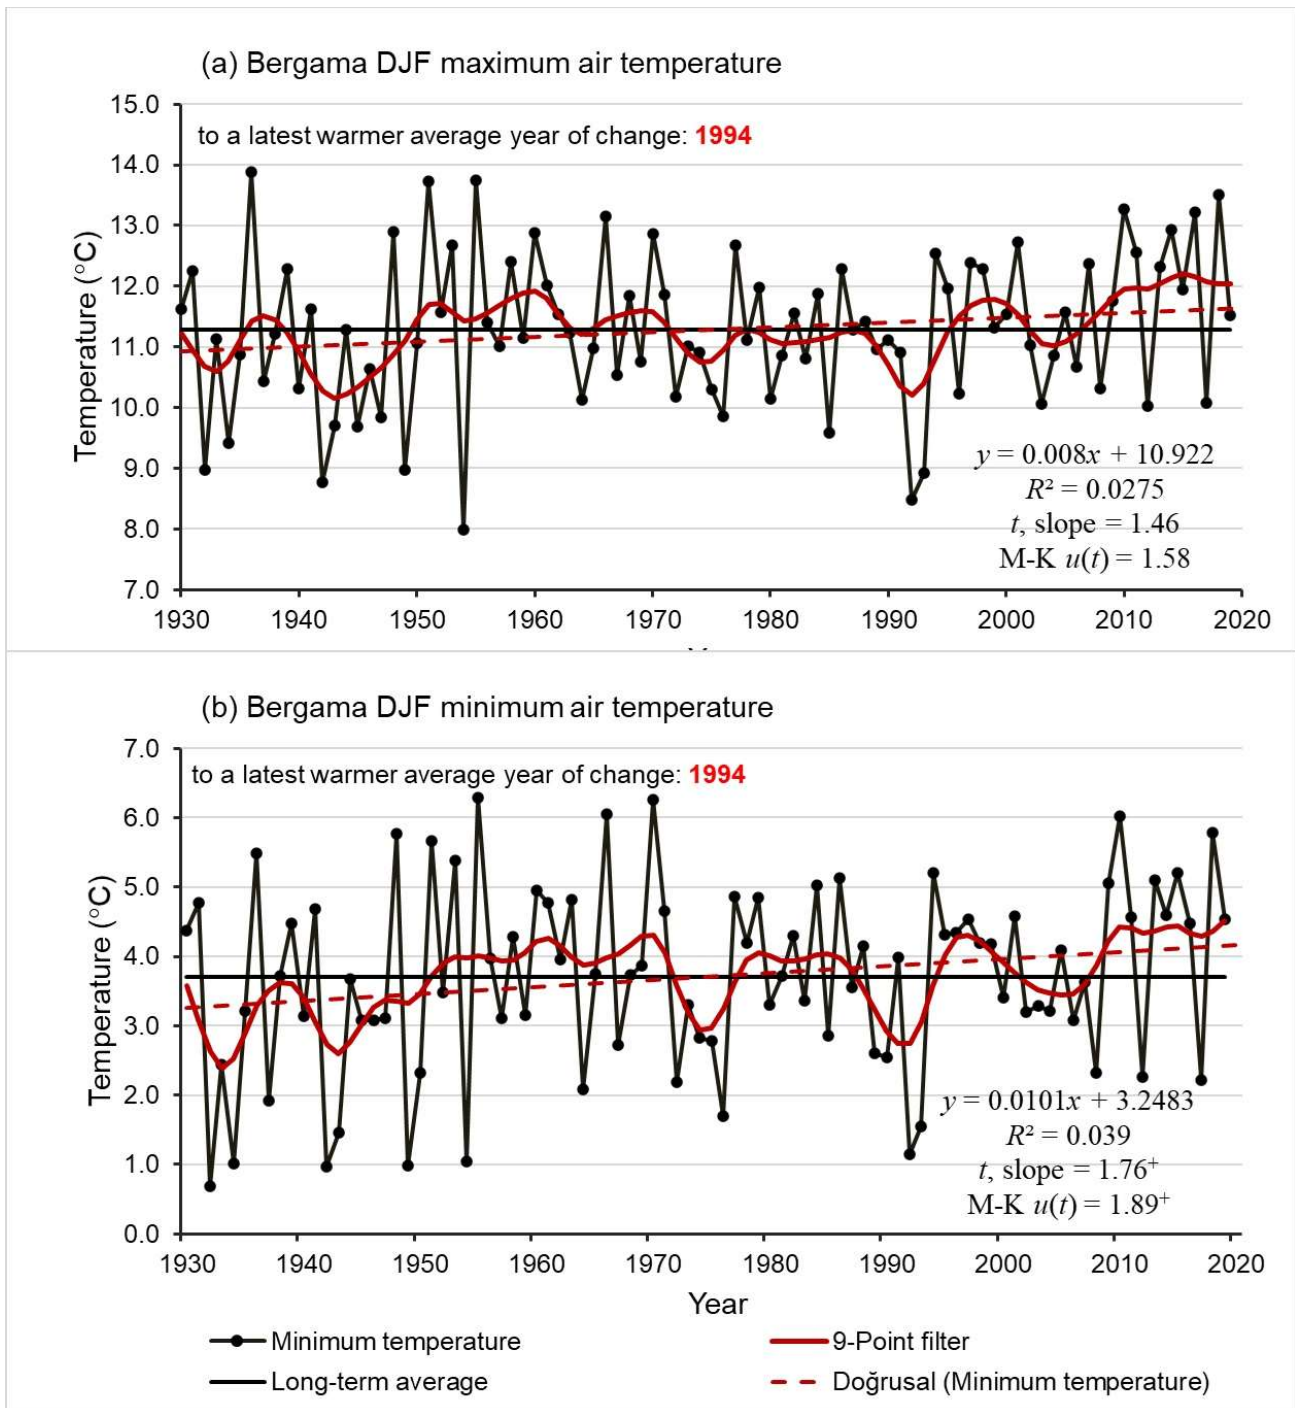 (a) Bergama DJF maximum air temperature
to a latest warmer average year of change: 1994
Temperature (°C)
15.0
14.0
13.0
12.0
11.0
10.0
9.0
8.0
7.0
y = 0.008x + 10.922
R² = 0.0275
t, slope = 1.46
M-K u(t) = 1.58
1930 1940 1950 1960 1970 1980 1990 2000 2010 2020
(b) Bergama DJF minimum air temperature
to a latest warmer average year of change: 1994
Temperature (°C)
7.0
6.0
5.0
4.0
3.0
2.0
1.0
0.0
y = 0.0101x + 3.2483
R² = 0.039
t, slope = 1.76⁺
M-K u(t) = 1.89⁺
1930 1940 1950 1960 1970 1980 1990 2000 2010 2020
Year
Minimum temperature 9-Point filter
Long-term average Doğrusal (Minimum temperature)